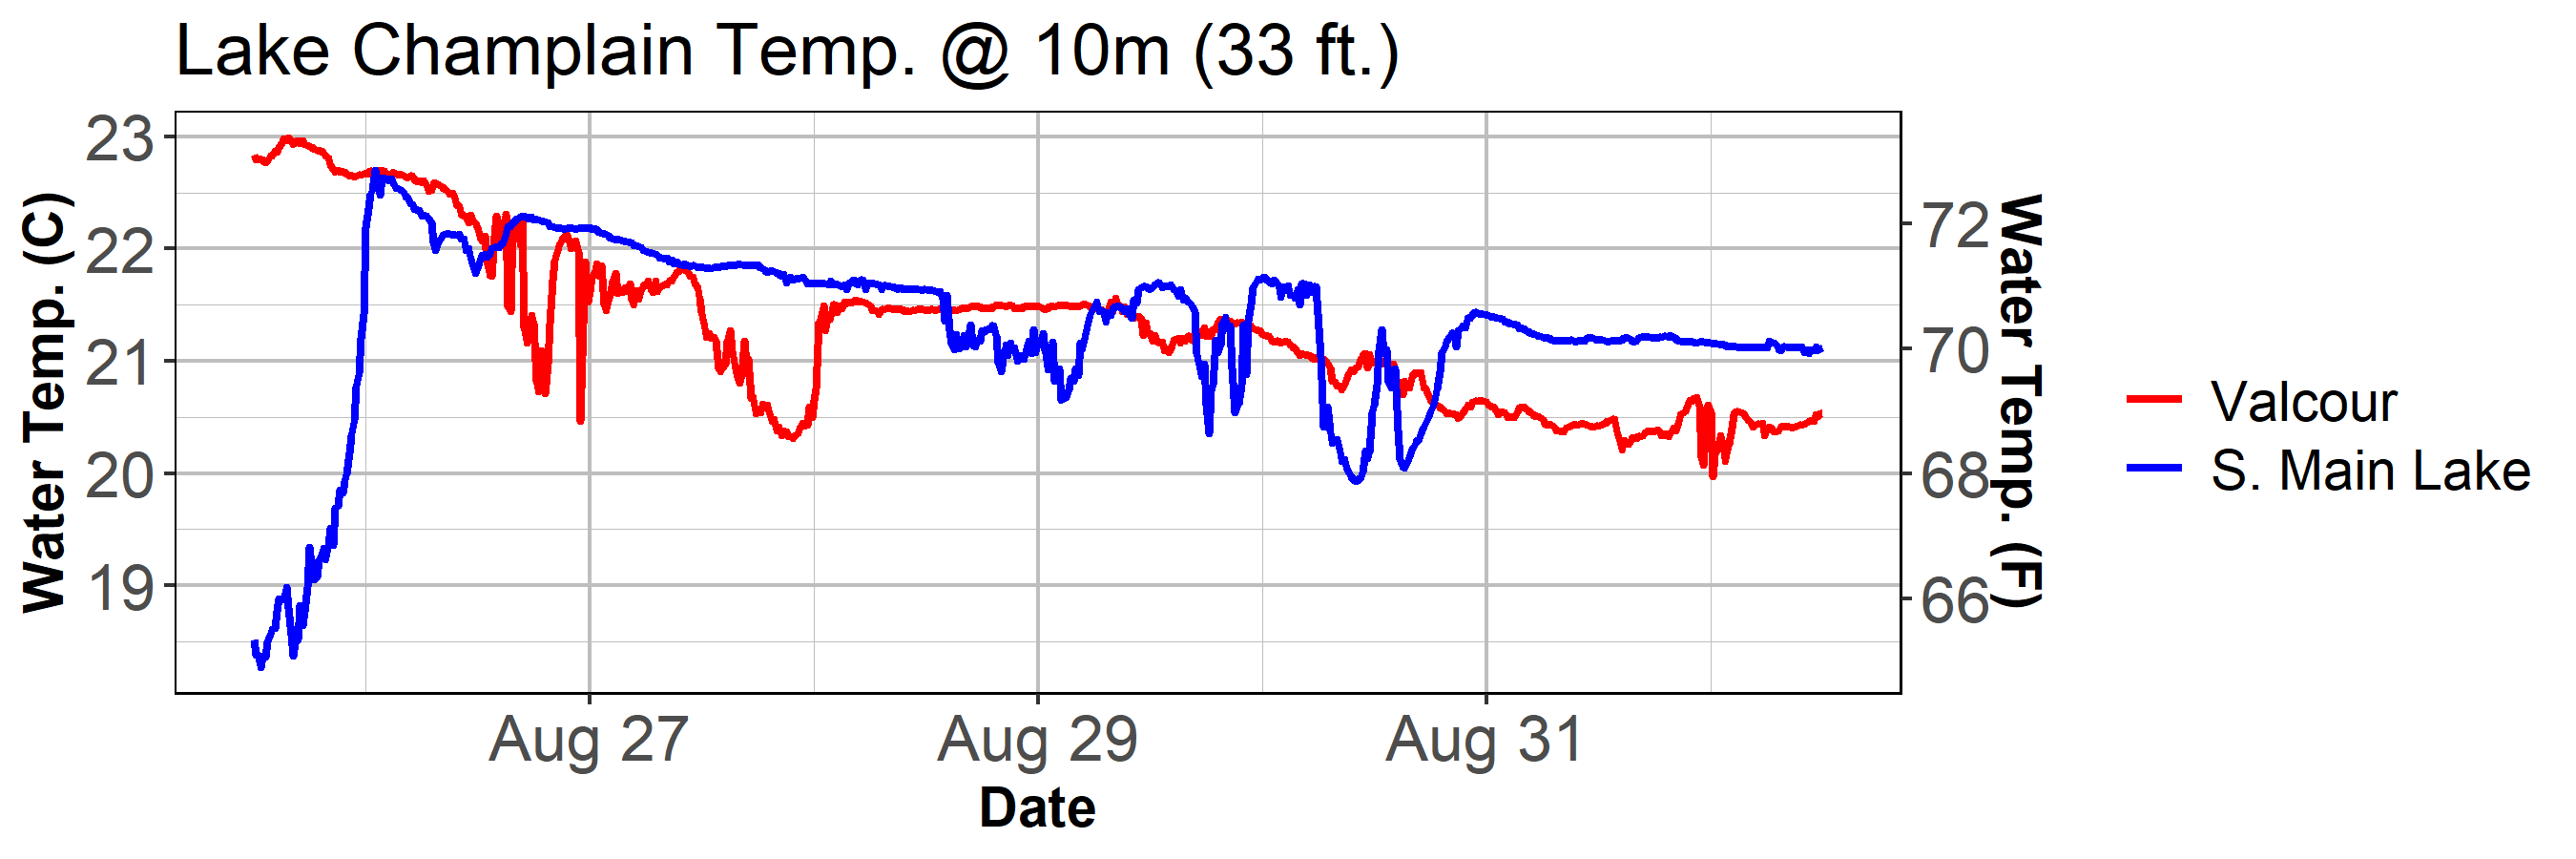 Lake Champlain Temp. @ 10m (33 ft.)
Water Temp. (C)
23
22
21
20
19
72
70
68
66
Water Temp. (F)
Aug 27
Aug 29
Aug 31
Date
Valcour
S. Main Lake